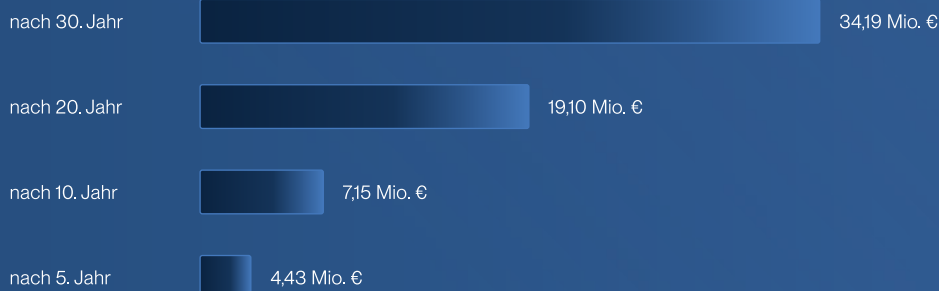 nach 30. Jahr 34,19 Mio. €
nach 20. Jahr 19,10 Mio. €
nach 10. Jahr 7,15 Mio. €
nach 5. Jahr 4,43 Mio. €